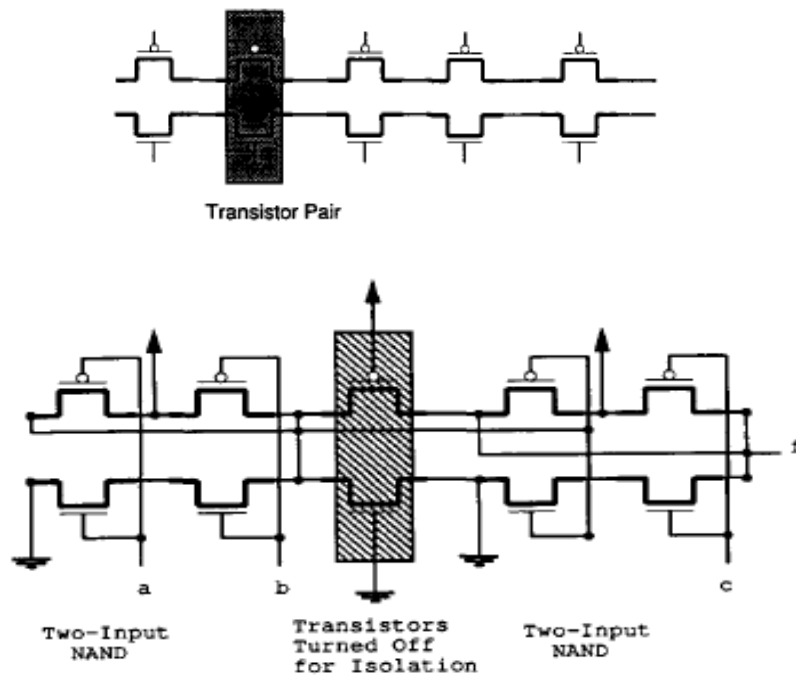 Transistor Pair
f
a
b
c
Two-Input
NAND
Transistors
Turned Off
for Isolation
Two-Input
NAND